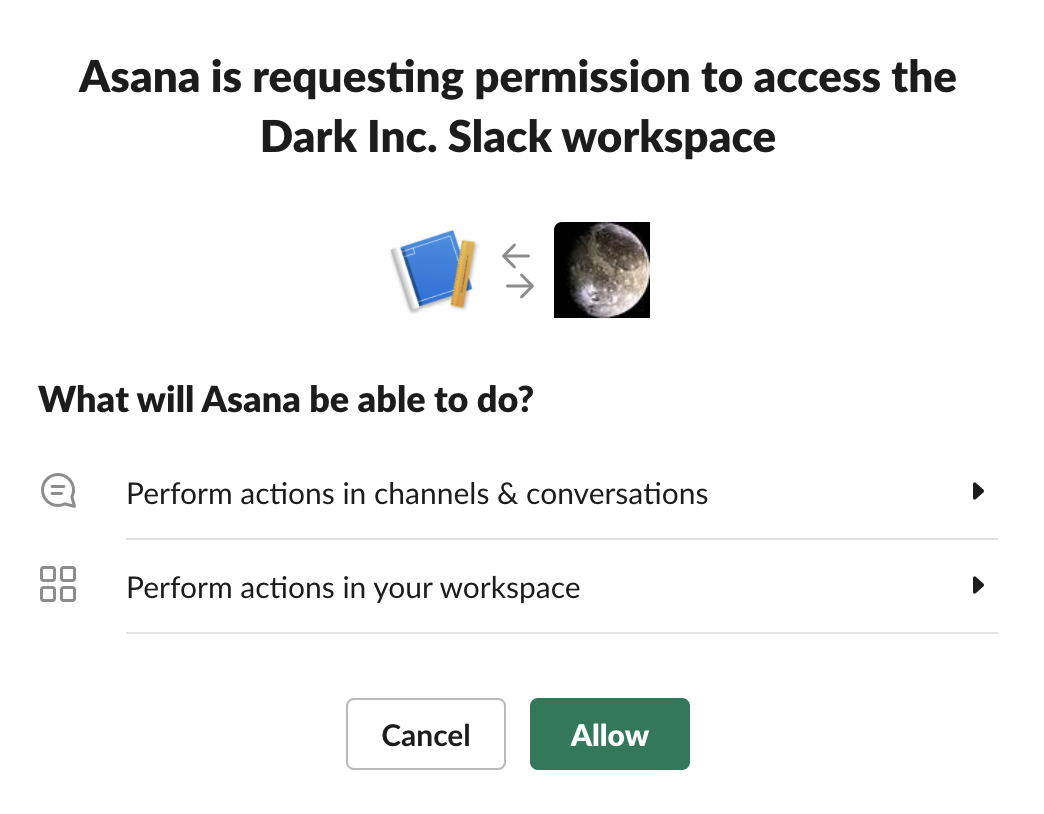 Asana is requesting permission to access the
Dark Inc. Slack workspace
What will Asana be able to do?
Perform actions in channels & conversations
Perform actions in your workspace
Cancel
Allow